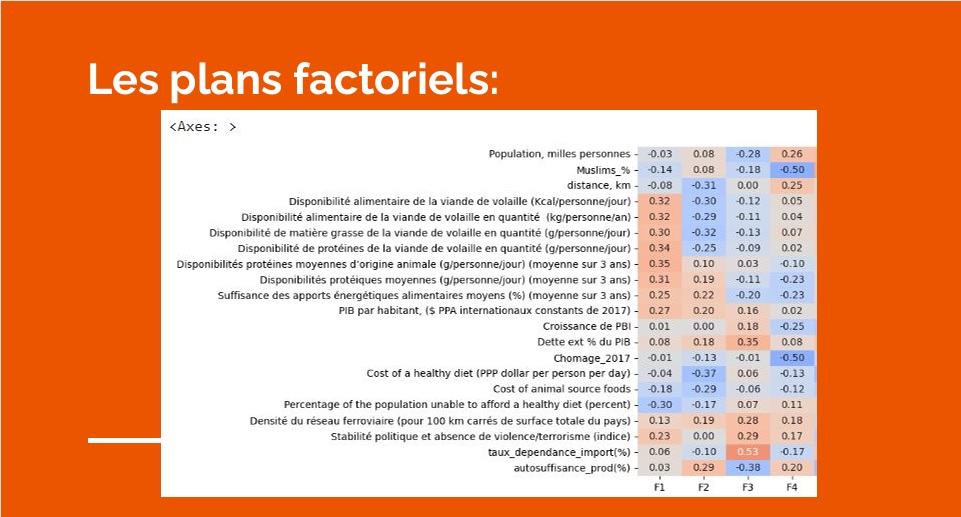 Les plans factoriels:
<Axes: >
Population, milles personnes -0.03 0.08 -0.28 0.26
Muslims_% -0.14 0.08 -0.18 -0.50
distance, km -0.08 -0.31 0.00 0.25
Disponibilité alimentaire de la viande de volaille (Kcal/personne/jour) 0.32 -0.30 -0.12 0.05
Disponibilité alimentaire de la viande de volaille en quantité (kg/personne/an) 0.32 -0.29 -0.11 0.04
Disponibilité de matière grasse de la viande de volaille en quantité (g/personne/jour) 0.30 -0.32 -0.13 0.07
Disponibilité de protéines de la viande de volaille en quantité (g/personne/jour) 0.34 -0.25 -0.09 0.02
Disponibilités protéines moyennes d'origine animale (g/personne/jour) (moyenne sur 3 ans) 0.35 0.10 0.03 -0.10
Disponibilités protéiques moyennes (g/personne/jour) (moyenne sur 3 ans) 0.31 0.19 -0.11 -0.23
Suffisance des apports énergétiques alimentaires moyens (%) (moyenne sur 3 ans) 0.25 0.22 -0.20 -0.23
PIB par habitant, ($ PPA internationaux constants de 2017) 0.27 0.20 0.16 0.02
Croissance de PBI 0.01 0.00 0.18 -0.25
Dette ext % du PIB 0.08 0.18 0.35 0.08
Chomage_2017 -0.01 -0.13 -0.01 -0.50
Cost of a healthy diet (PPP dollar per person per day) -0.04 -0.37 0.06 -0.13
Cost of animal source foods -0.18 -0.29 -0.06 -0.12
Percentage of the population unable to afford a healthy diet (percent) -0.30 -0.17 0.07 0.11
Densité du réseau ferroviaire (pour 100 km carrés de surface totale du pays) 0.13 0.19 0.28 0.18
Stabilité politique et absence de violence/terrorisme (indice) 0.23 0.00 0.29 0.17
taux_dependance_import(%) 0.06 -0.10 0.53 -0.17
autosuffisance_prod(%) 0.03 0.29 -0.38 0.20
F1 F2 F3 F4